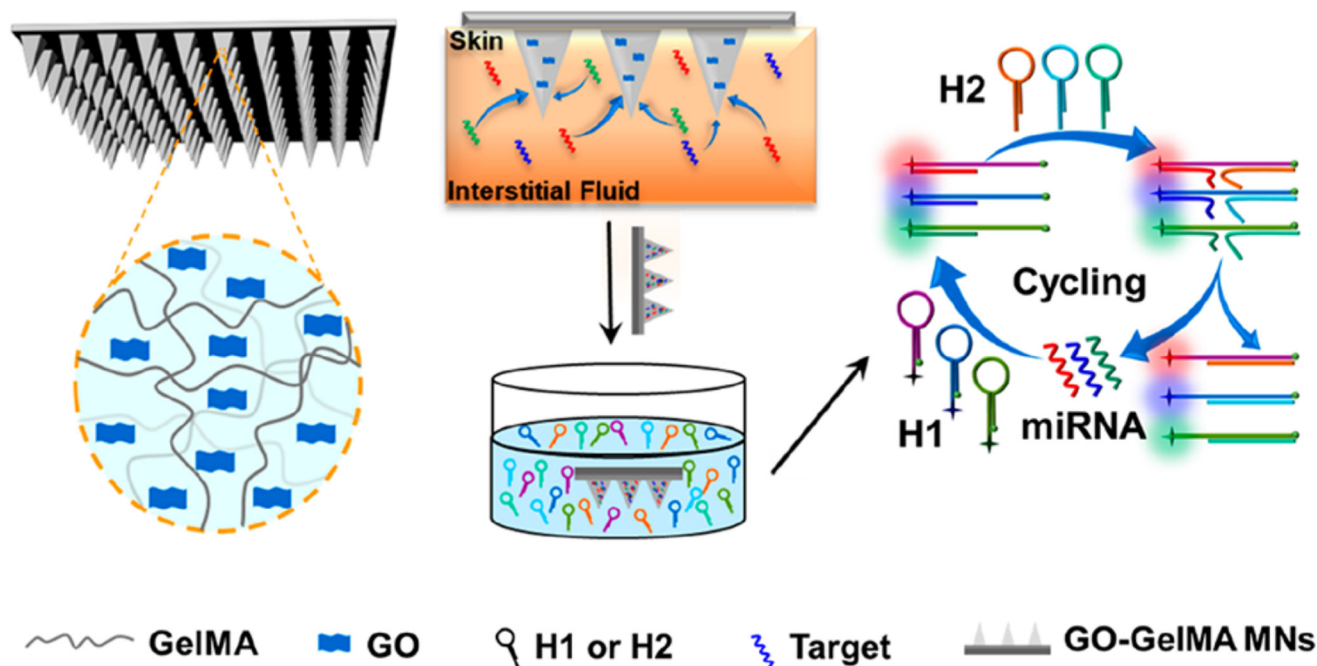 Skin
Interstitial Fluid
H2
Cycling
H1
miRNA
GelMA
GO
H1 or H2
Target
GO-GelMA MNs